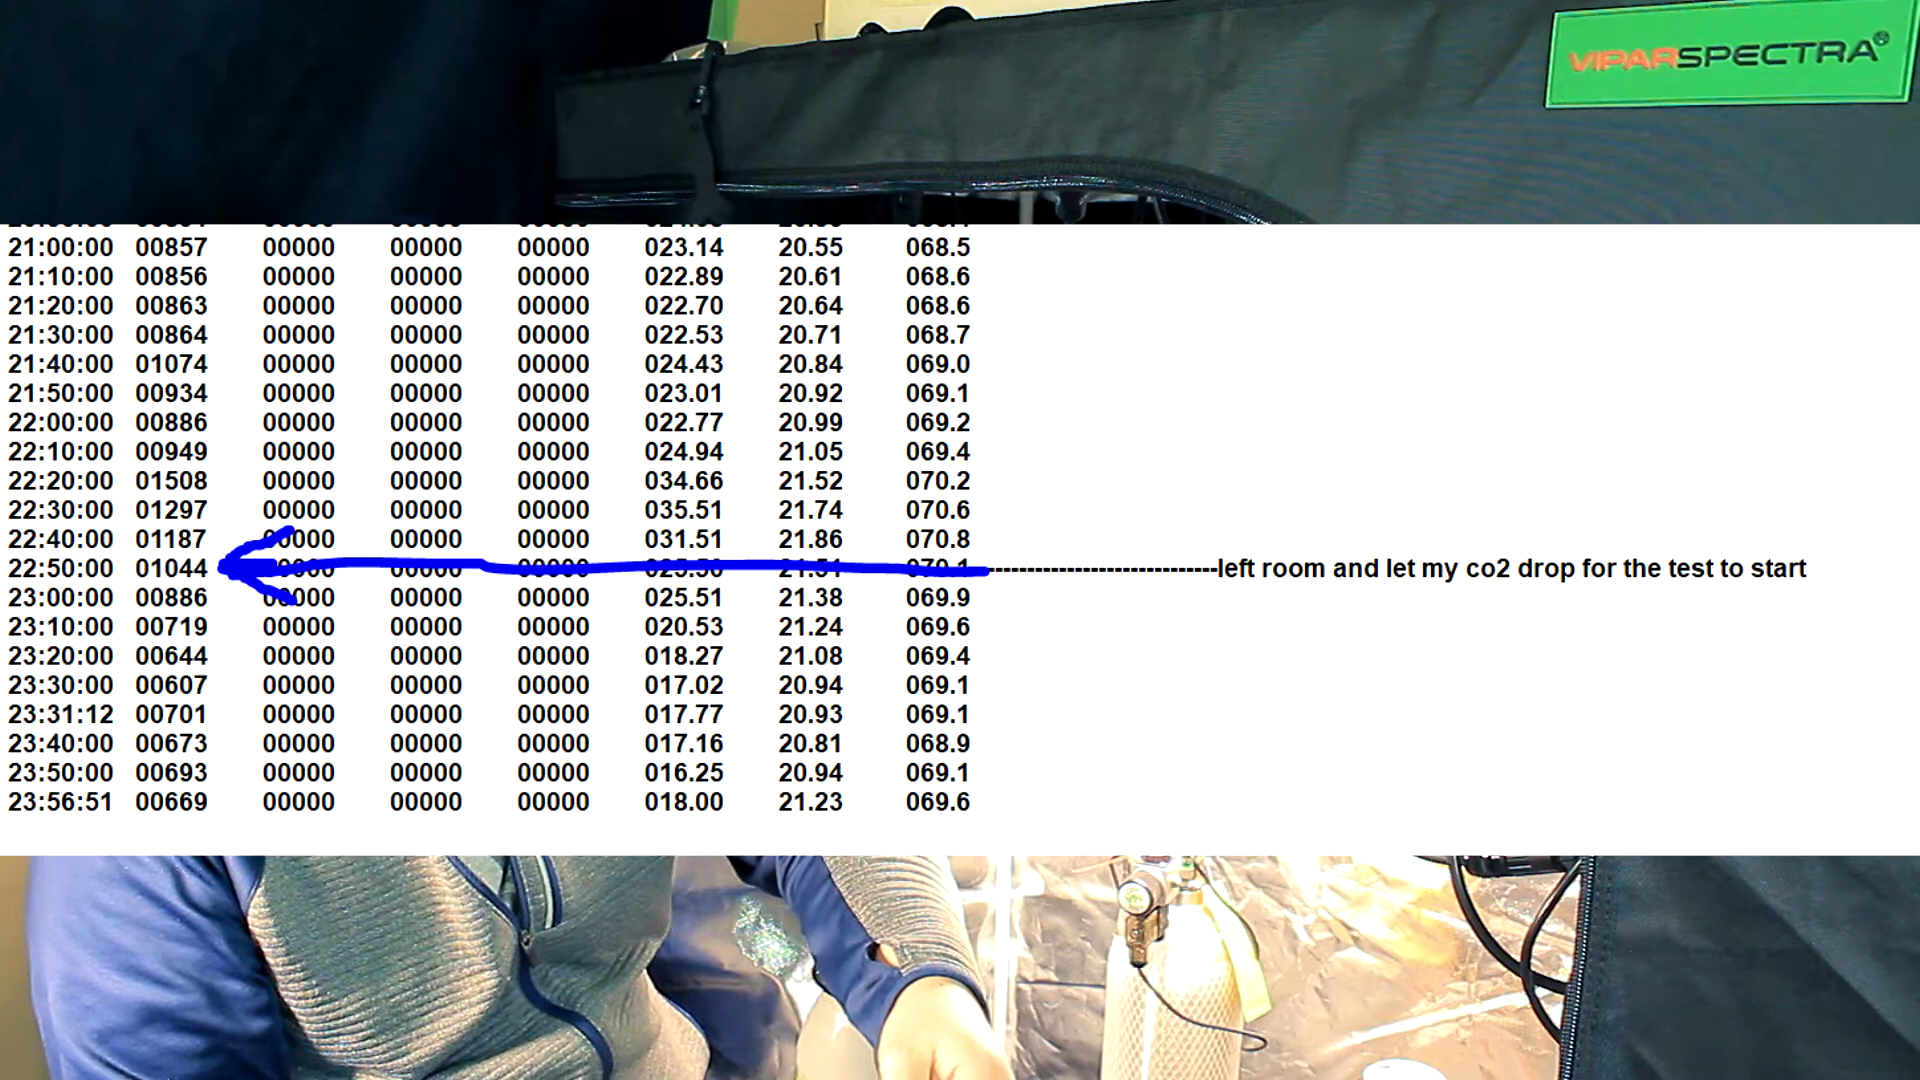 VIPARSPECTRA®
21:00:00 00857 00000 00000 00000 023.14 20.55 068.5
21:10:00 00856 00000 00000 00000 022.89 20.61 068.6
21:20:00 00863 00000 00000 00000 022.70 20.64 068.6
21:30:00 00864 00000 00000 00000 022.53 20.71 068.7
21:40:00 01074 00000 00000 00000 024.43 20.84 069.0
21:50:00 00934 00000 00000 00000 023.01 20.92 069.1
22:00:00 00886 00000 00000 00000 022.77 20.99 069.2
22:10:00 00949 00000 00000 00000 024.94 21.05 069.4
22:20:00 01508 00000 00000 00000 034.66 21.52 070.2
22:30:00 01297 00000 00000 00000 035.51 21.74 070.6
22:40:00 01187 00000 00000 00000 031.51 21.86 070.8
22:50:00 01044 00000 00000 00000 21.51 070.1 ----------------------------left room and let my co2 drop for the test to start
23:00:00 00886 00000 00000 00000 025.51 21.38 069.9
23:10:00 00719 00000 00000 00000 020.53 21.24 069.6
23:20:00 00644 00000 00000 00000 018.27 21.08 069.4
23:30:00 00607 00000 00000 00000 017.02 20.94 069.1
23:31:12 00701 00000 00000 00000 017.77 20.93 069.1
23:40:00 00673 00000 00000 00000 017.16 20.81 068.9
23:50:00 00693 00000 00000 00000 016.25 20.94 069.1
23:56:51 00669 00000 00000 00000 018.00 21.23 069.6